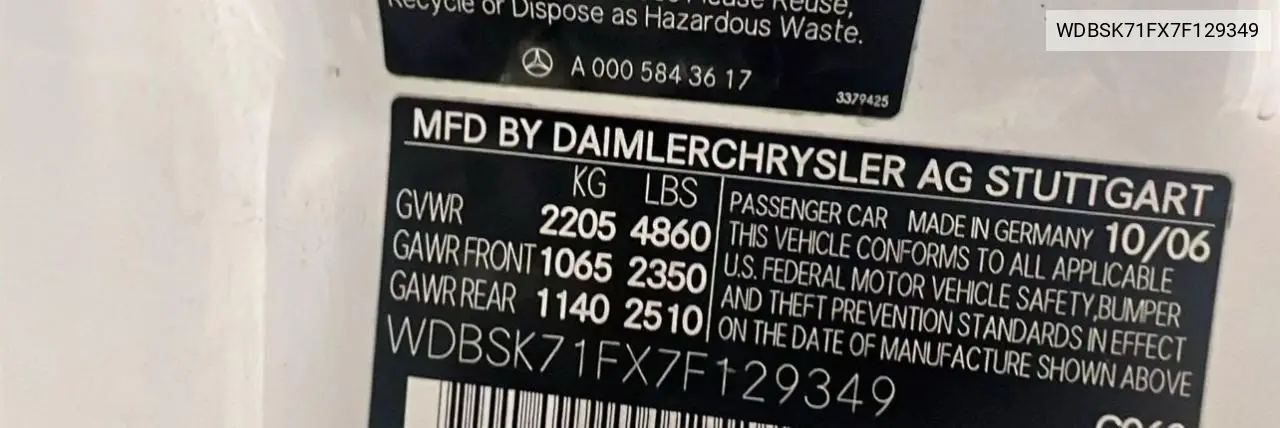 WDBSK71FX7F129349
Please Reuse,
Recycle or Dispose as Hazardous Waste.
A 000 584 36 17
3379425
MFD BY DAIMLERCHRYSLER AG STUTTGART
KG LBS
GVWR 2205 4860
GAWR FRONT 1065 2350
GAWR REAR 1140 2510
PASSENGER CAR MADE IN GERMANY 10/06
THIS VEHICLE CONFORMS TO ALL APPLICABLE
U.S. FEDERAL MOTOR VEHICLE SAFETY,BUMPER
AND THEFT PREVENTION STANDARDS IN EFFECT
ON THE DATE OF MANUFACTURE SHOWN ABOVE
WDBSK71FX7F129349